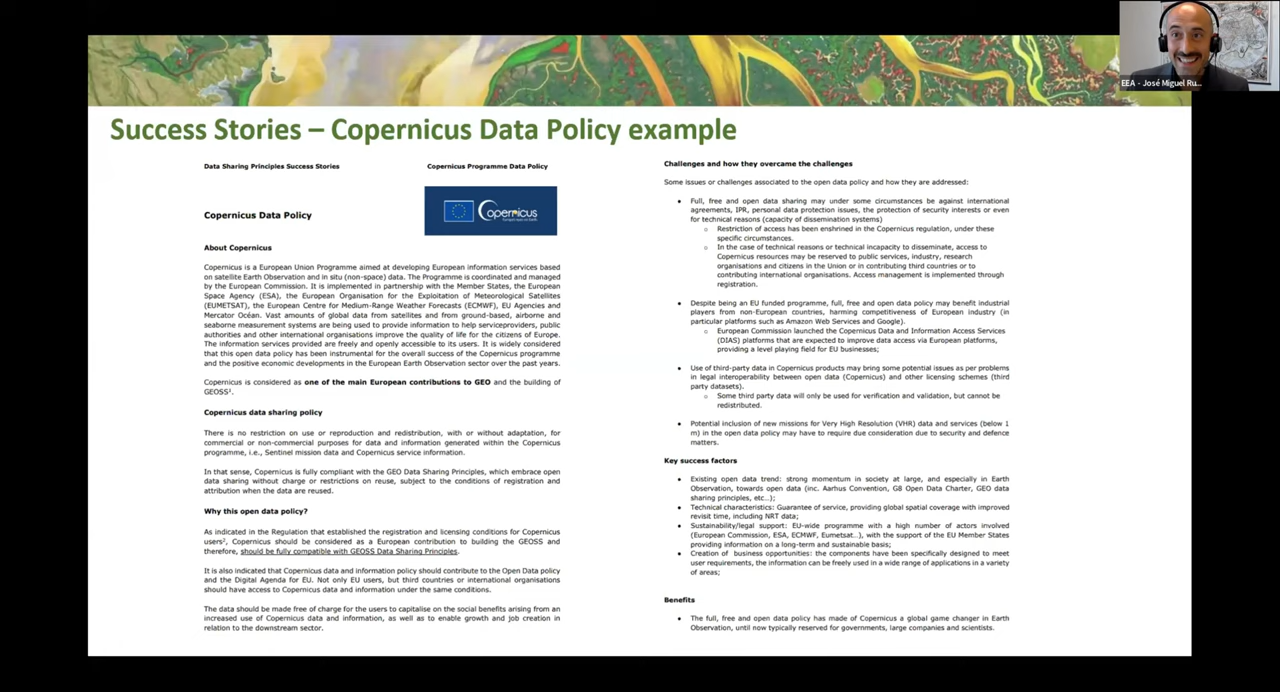 EEA - José Miguel Ru...
Success Stories – Copernicus Data Policy example
Data Sharing Principles Success Stories
Copernicus Programme Data Policy
Copernicus
Copernicus Data Policy
About Copernicus
Copernicus is a European Union Programme aimed at developing European information services based
on satellite Earth Observation and in situ (non-space) data. The Programme is coordinated and managed
by the European Commission. It is implemented in partnership with the Member States, the European
Space Agency (ESA), the European Organisation for the Exploitation of Meteorological Satellites
(EUMETSAT), the European Centre for Medium-Range Weather Forecasts (ECMWF), EU Agencies and
Mercator Océan. Vast amounts of global data from satellites and from ground-based, airborne and
seaborne measurement systems are being used to provide information to help serviceproviders, public
authorities and other international organisations improve the quality of life for the citizens of Europe.
The information services provided are freely and openly accessible to its users. It is widely considered
that this open data policy has been instrumental for the overall success of the Copernicus programme
and the positive economic developments in the European Earth Observation sector over the past years.
Copernicus is considered as one of the main European contributions to GEO and the building of
GEOSS¹.
Copernicus data sharing policy
There is no restriction on use or reproduction and redistribution, with or without adaptation, for
commercial or non-commercial purposes for data and information generated within the Copernicus
programme, i.e., Sentinel mission data and Copernicus service information.
In that sense, Copernicus is fully compliant with the GEO Data Sharing Principles, which embrace open
data sharing without charge or restrictions on reuse, subject to the conditions of registration and
attribution when the data are reused.
Why this open data policy?
As indicated in the Regulation that established the registration and licensing conditions for Copernicus
users², Copernicus should be considered as a European contribution to building the GEOSS and
therefore, should be fully compatible with GEOSS Data Sharing Principles.
It is also indicated that Copernicus data and information policy should contribute to the Open Data policy
and the Digital Agenda for EU. Not only EU users, but third countries or international organisations
should have access to Copernicus data and information under the same conditions.
The data should be made free of charge for the users to capitalise on the social benefits arising from an
increased use of Copernicus data and information, as well as to enable growth and job creation in
relation to the downstream sector.
Challenges and how they overcame the challenges
Some issues or challenges associated to the open data policy and how they are addressed:
• Full, free and open data sharing may under some circumstances be against international
agreements, IPR, personal data protection issues, the protection of security interests or even
for technical reasons (capacity of dissemination systems)
○ Restriction of access has been enshrined in the Copernicus regulation, under these
specific circumstances.
○ In the case of technical reasons or technical incapacity to disseminate, access to
Copernicus resources may be reserved to public services, industry, research
organisations and citizens in the Union or in contributing third countries or to
contributing international organisations. Access management is implemented through
registration.
• Despite being an EU funded programme, full, free and open data policy may benefit industrial
players from non-European countries, harming competitiveness of European industry (in
particular platforms such as Amazon Web Services and Google).
○ European Commission launched the Copernicus Data and Information Access Services
(DIAS) platforms that are expected to improve data access via European platforms,
providing a level playing field for EU businesses;
• Use of third-party data in Copernicus products may bring some potential issues as per problems
in legal interoperability between open data (Copernicus) and other licensing schemes (third
party datasets).
○ Some third party data will only be used for verification and validation, but cannot be
redistributed.
• Potential inclusion of new missions for Very High Resolution (VHR) data and services (below 1
m) in the open data policy may have to require due consideration due to security and defence
matters.
Key success factors
• Existing open data trend: strong momentum in society at large, and especially in Earth
Observation, towards open data (inc. Aarhus Convention, G8 Open Data Charter, GEO data
sharing principles, etc...);
• Technical characteristics: Guarantee of service, providing global spatial coverage with improved
revisit time, including NRT data;
• Sustainability/legal support: EU-wide programme with a high number of actors involved
(European Commission, ESA, ECMWF, Eumetsat...), with the support of the EU Member States
providing information on a long-term and sustainable basis;
• Creation of business opportunities: the components have been specifically designed to meet
user requirements, the information can be freely used in a wide range of applications in a variety
of areas;
Benefits
• The full, free and open data policy has made of Copernicus a global game changer in Earth
Observation, until now typically reserved for governments, large companies and scientists.